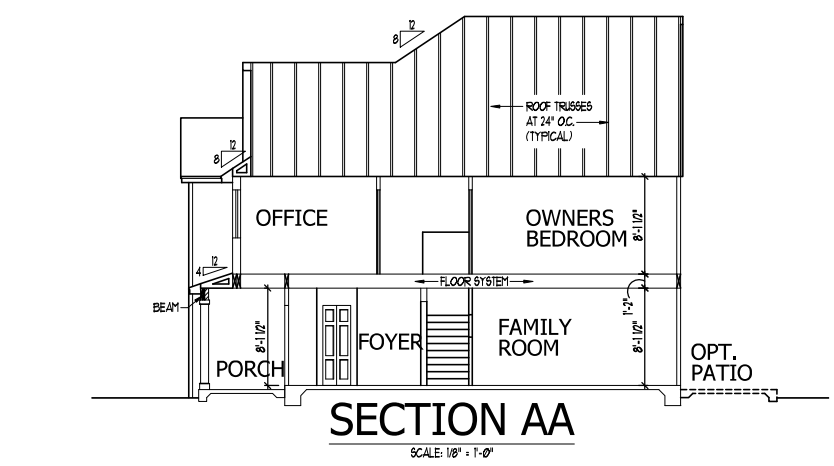 12
8
ROOF TRUSSES
AT 24" O.C.
(TYPICAL)
12
8
OFFICE
OWNERS
BEDROOM
8'-1 1/2"
12
4
FLOOR SYSTEM
BEAM
1'-2"
8'-1 1/2"
PORCH
FOYER
FAMILY
ROOM
8'-1 1/2"
OPT.
PATIO
SECTION AA
SCALE: 1/8" = 1'-0"